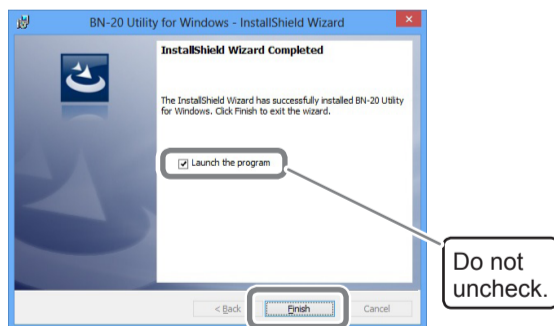 BN-20 Utility for Windows - InstallShield Wizard
InstallShield Wizard Completed
The InstallShield Wizard has successfully installed BN-20 Utility
for Windows. Click Finish to exit the wizard.
Launch the program
Do not
uncheck.
< Back
Finish
Cancel